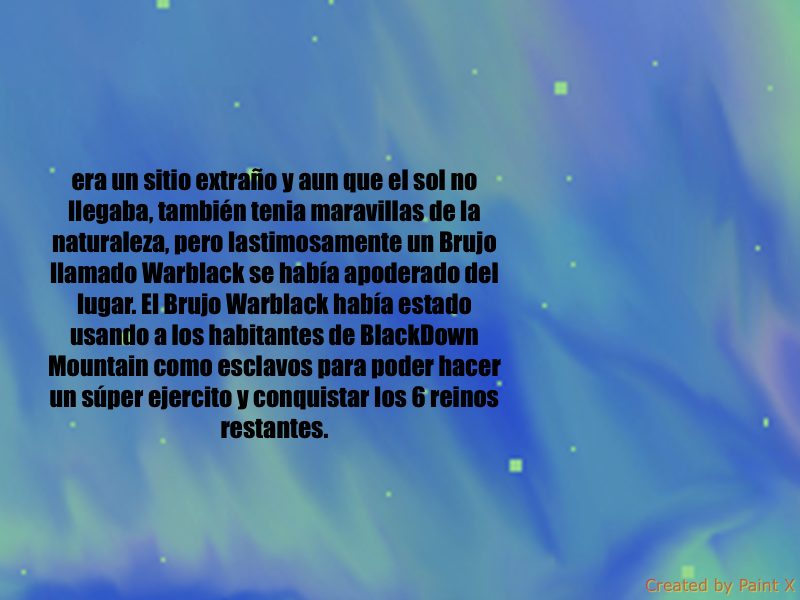 era un sitio extraño y aun que el sol no
llegaba, también tenia maravillas de la
naturaleza, pero lastimosamente un Brujo
llamado Warblack se había apoderado del
lugar. El Brujo Warblack había estado
usando a los habitantes de BlackDown
Mountain como esclavos para poder hacer
un súper ejercito y conquistar los 6 reinos
restantes.
Created by Paint X